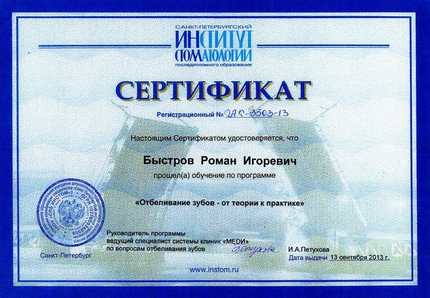 САНКТ-ПЕТЕРБУРГСКИЙ
ИНСТИТУТ
СТОМАТОЛОГИИ
последипломного образования
СЕРТИФИКАТ
Регистрационный №
Настоящим Сертификатом удостоверяется, что
Быстров Роман Игоревич
прошел(а) обучение по программе
«Отбеливание зубов - от теории к практике»
Руководитель программы
ведущий специалист системы клиник «МЕДИ»
по вопросам отбеливания зубов
И.А.Петухова
Санкт-Петербург
Дата выдачи 13 сентября 2013 г.
www.instom.ru